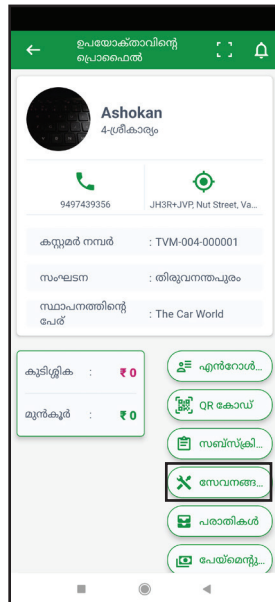 ഉപയോക്താവിന്റെ
പ്രൊഫൈൽ
Ashokan
4-ശ്രീകാര്യം
9497439356
JH3R+JVP, Nut Street, Va...
കസ്റ്റമർ നമ്പർ : TVM-004-000001
സംഘടന : തിരുവനന്തപുരം
സ്ഥാപനത്തിന്റെ
പേര് : The Car World
കുടിശ്ശിക : ₹ 0
മുൻ‌കൂർ : ₹ 0
എൻറോൾ...
QR കോഡ്
സബ്സ്ക്രി...
സേവനങ്ങ...
പരാതികൾ
പേയ്മെന്റു...